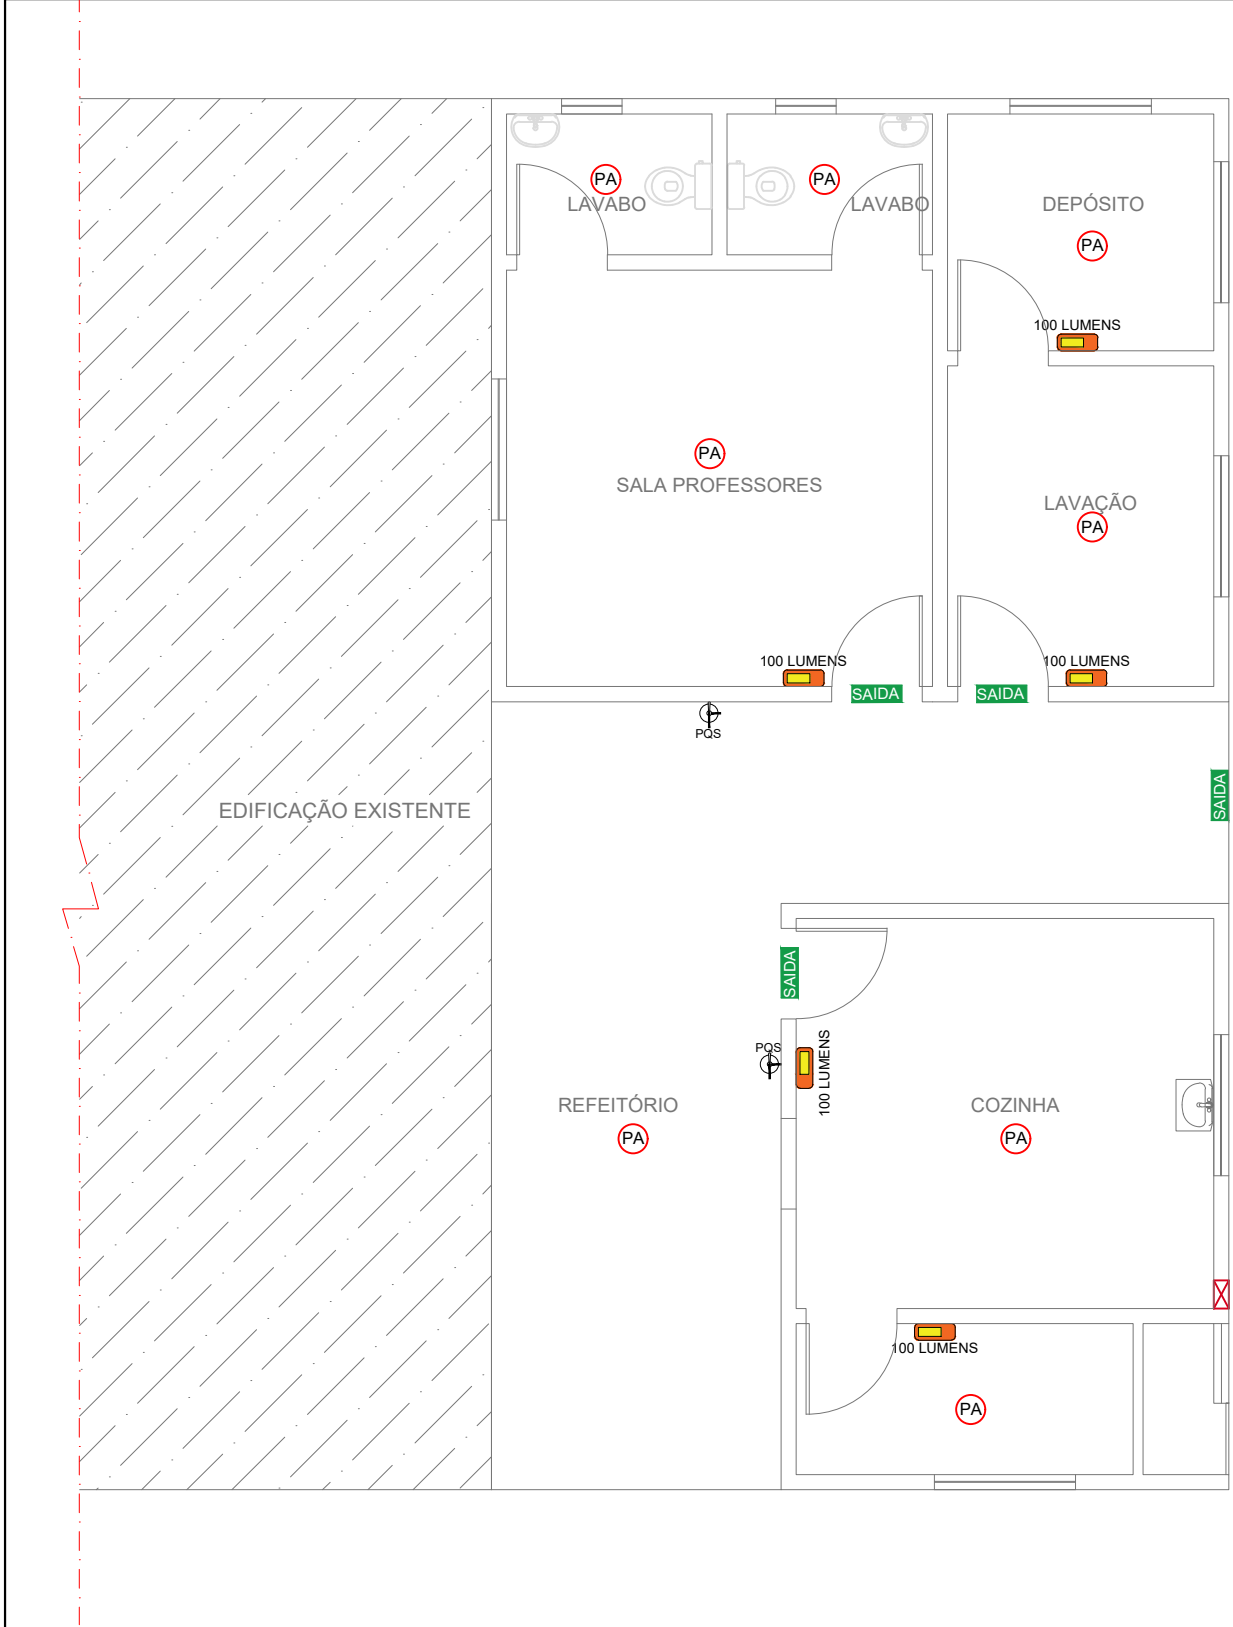 PA
PA
LAVABO
LAVABO
DEPÓSITO
PA
100 LUMENS
PA
SALA PROFESSORES
LAVAÇÃO
PA
100 LUMENS
100 LUMENS
SAIDA
SAIDA
PQS
SAIDA
EDIFICAÇÃO EXISTENTE
SAIDA
PQS
100 LUMENS
REFEITÓRIO
COZINHA
PA
PA
100 LUMENS
PA